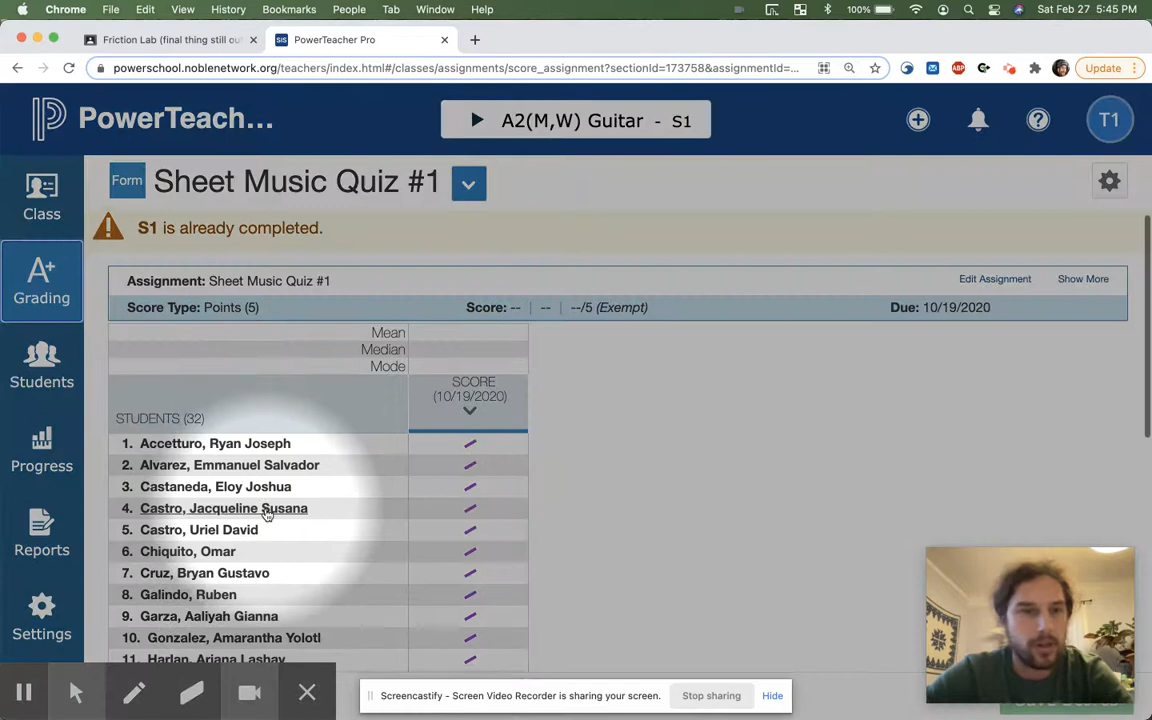 Chrome File Edit View History Bookmarks People Tab Window Help 100% Sat Feb 27 5:45 PM
Friction Lab (final thing still ou
SIS PowerTeacher Pro
powerschool.noblenetwork.org/teachers/index.html#/classes/assignments/score_assignment?sectionId=173758&assignmentId=...
ABP
Update
PowerTeach...
A2(M,W) Guitar - S1
T1
Class
A+
Grading
Students
Progress
Reports
Settings
Form Sheet Music Quiz #1
S1 is already completed.
Assignment: Sheet Music Quiz #1 Edit Assignment Show More
Score Type: Points (5) Score: -- | -- | --/5 (Exempt) Due: 10/19/2020
Mean
Median
Mode
STUDENTS (32)
SCORE
(10/19/2020)
1. Accetturo, Ryan Joseph
2. Alvarez, Emmanuel Salvador
3. Castaneda, Eloy Joshua
4. Castro, Jacqueline Susana
5. Castro, Uriel David
6. Chiquito, Omar
7. Cruz, Bryan Gustavo
8. Galindo, Ruben
9. Garza, Aaliyah Gianna
10. Gonzalez, Amarantha Yolotl
11. Harlan, Ariana Lashay
Screencastify - Screen Video Recorder is sharing your screen. Stop sharing Hide